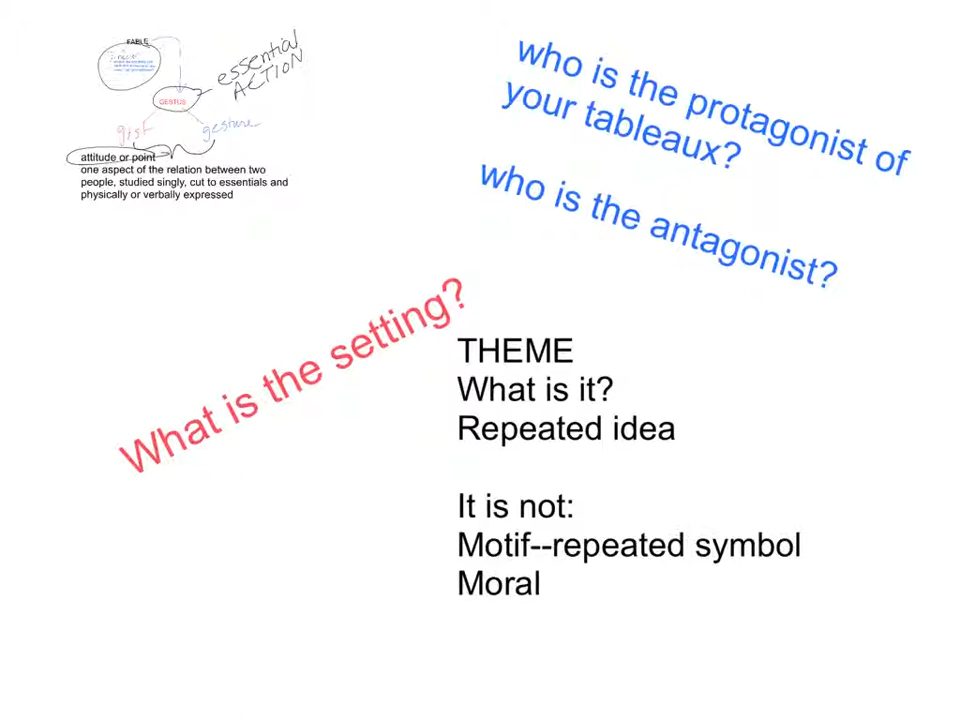 FABLE
essential
ACTION
GESTUS
gist
gesture
attitude or point
one aspect of the relation between two
people, studied singly, cut to essentials and
physically or verbally expressed
who is the protagonist of
your tableaux?
who is the antagonist?
What is the setting?
THEME
What is it?
Repeated idea
It is not:
Motif--repeated symbol
Moral